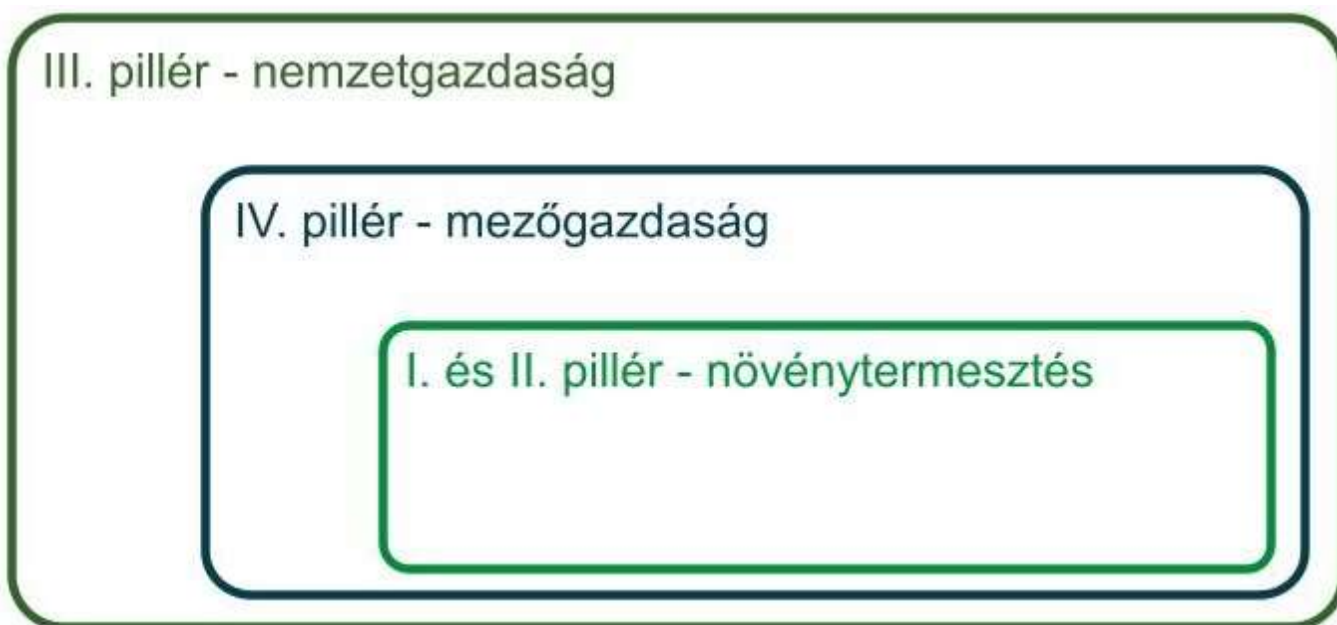 III. pillér - nemzetgazdaság
IV. pillér - mezőgazdaság
I. és II. pillér - növénytermesztés